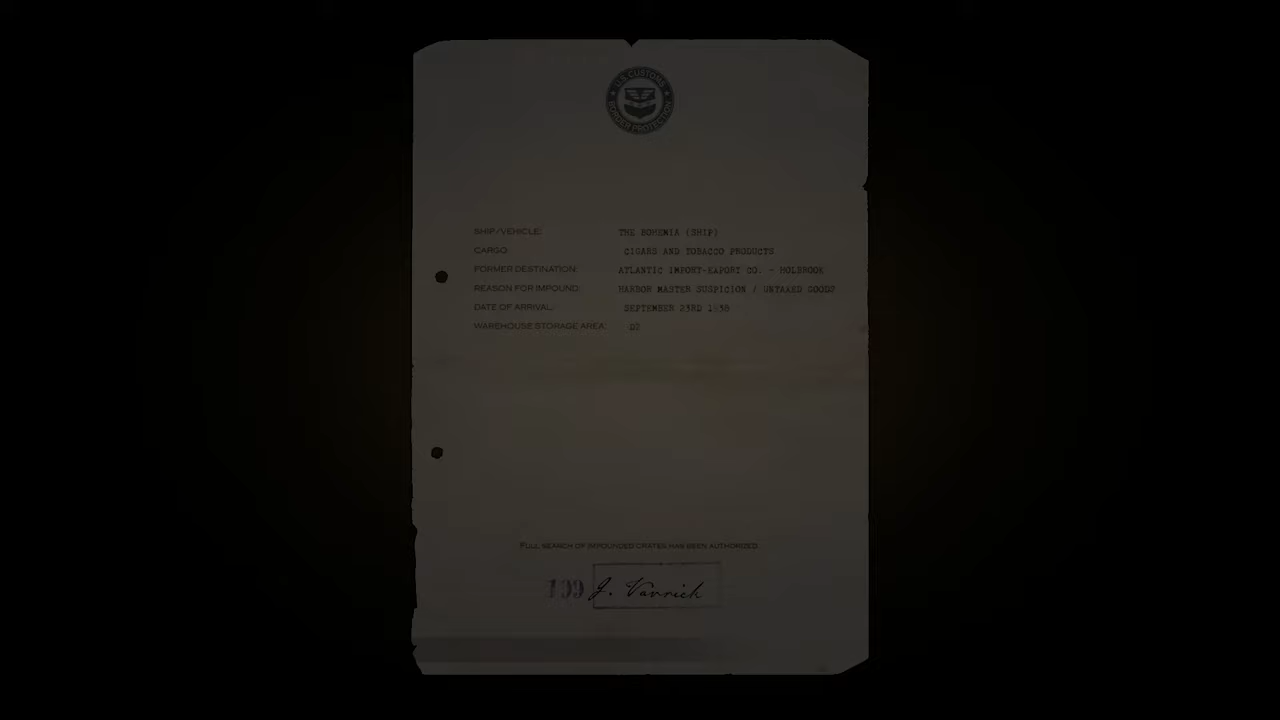 U.S. CUSTOMS
BORDER PROTECTION
SHIP/VEHICLE: THE BOHEMIA (SHIP)
CARGO: CIGARS AND TOBACCO PRODUCTS
FORMER DESTINATION: ATLANTIC IMPORT-EXPORT CO. - HOLBROOK
REASON FOR IMPOUND: HARBOR MASTER SUSPICION / UNTAXED GOODS
DATE OF ARRIVAL: SEPTEMBER 23RD 1938
WAREHOUSE STORAGE AREA: D2
FULL SEARCH OF IMPOUNDED CRATES HAS BEEN AUTHORIZED.
199 J. Varrick